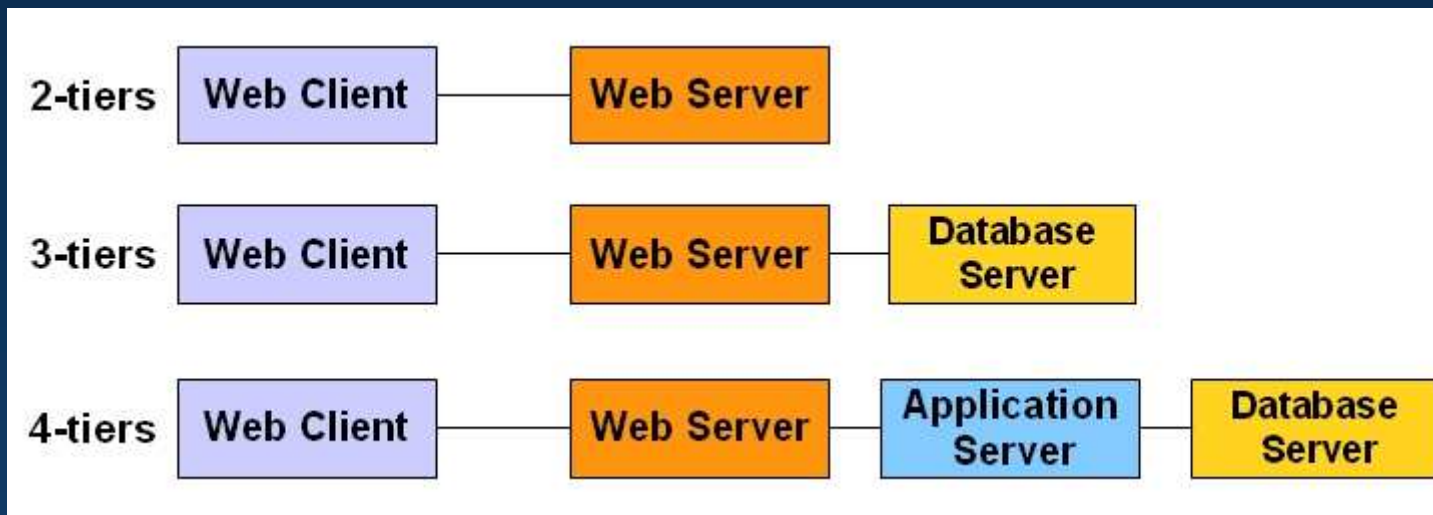 2-tiers Web Client Web Server
3-tiers Web Client Web Server Database
Server
4-tiers Web Client Web Server Application
Server Database
Server